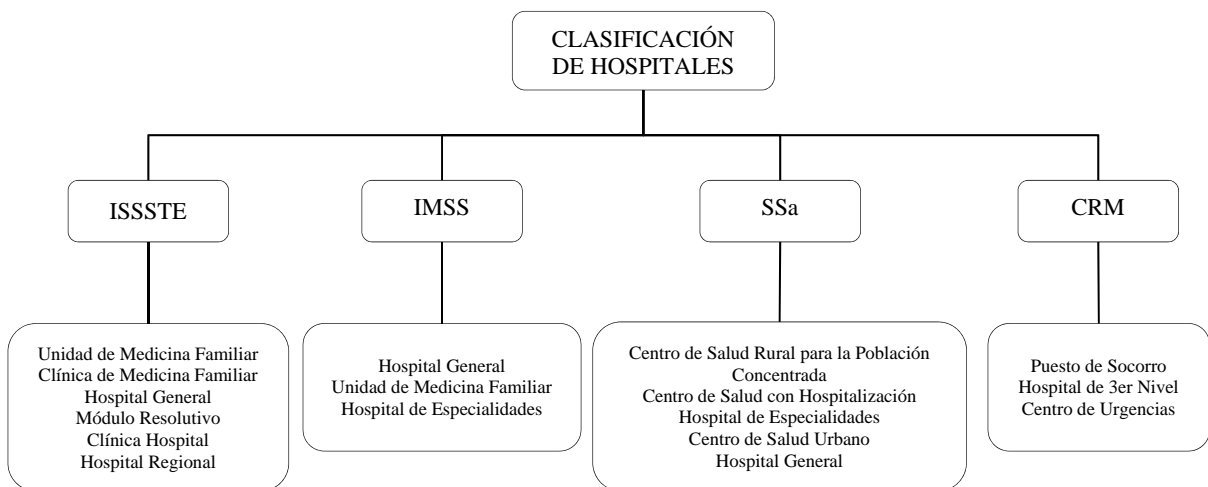 CLASIFICACIÓN
DE HOSPITALES
ISSSTE
IMSS
SSa
CRM
Unidad de Medicina Familiar
Clínica de Medicina Familiar
Hospital General
Módulo Resolutivo
Clínica Hospital
Hospital Regional
Hospital General
Unidad de Medicina Familiar
Hospital de Especialidades
Centro de Salud Rural para la Población
Concentrada
Centro de Salud con Hospitalización
Hospital de Especialidades
Centro de Salud Urbano
Hospital General
Puesto de Socorro
Hospital de 3er Nivel
Centro de Urgencias